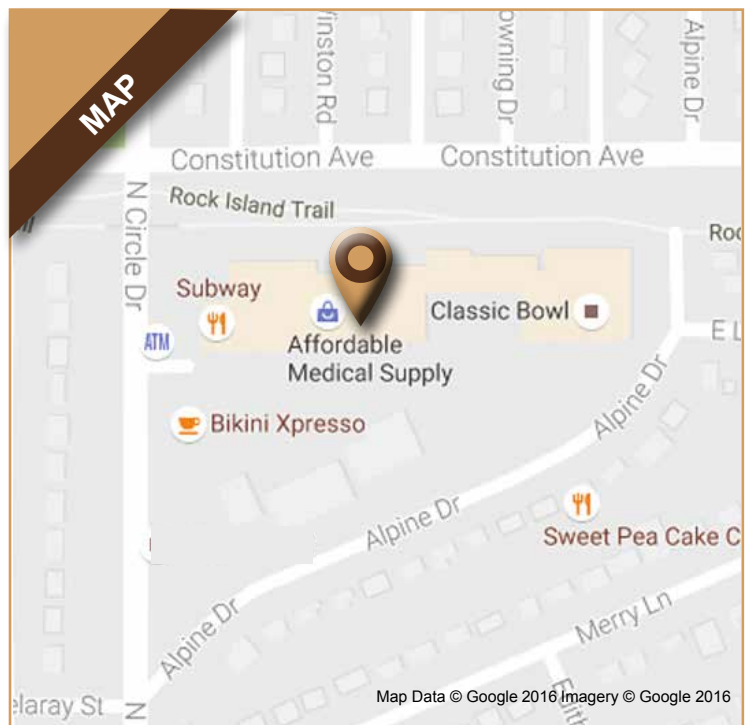 MAP
Winston Rd
owning Dr
Alpine Dr
Constitution Ave
Constitution Ave
N Circle Dr
Rock Island Trail
Roc
Subway
ATM
Affordable
Medical Supply
Classic Bowl
E L
Bikini Xpresso
Alpine Dr
Alpine Dr
Sweet Pea Cake C
Alpine Dr
Merry Ln
Edith
elaray St
N
Map Data © Google 2016 Imagery © Google 2016